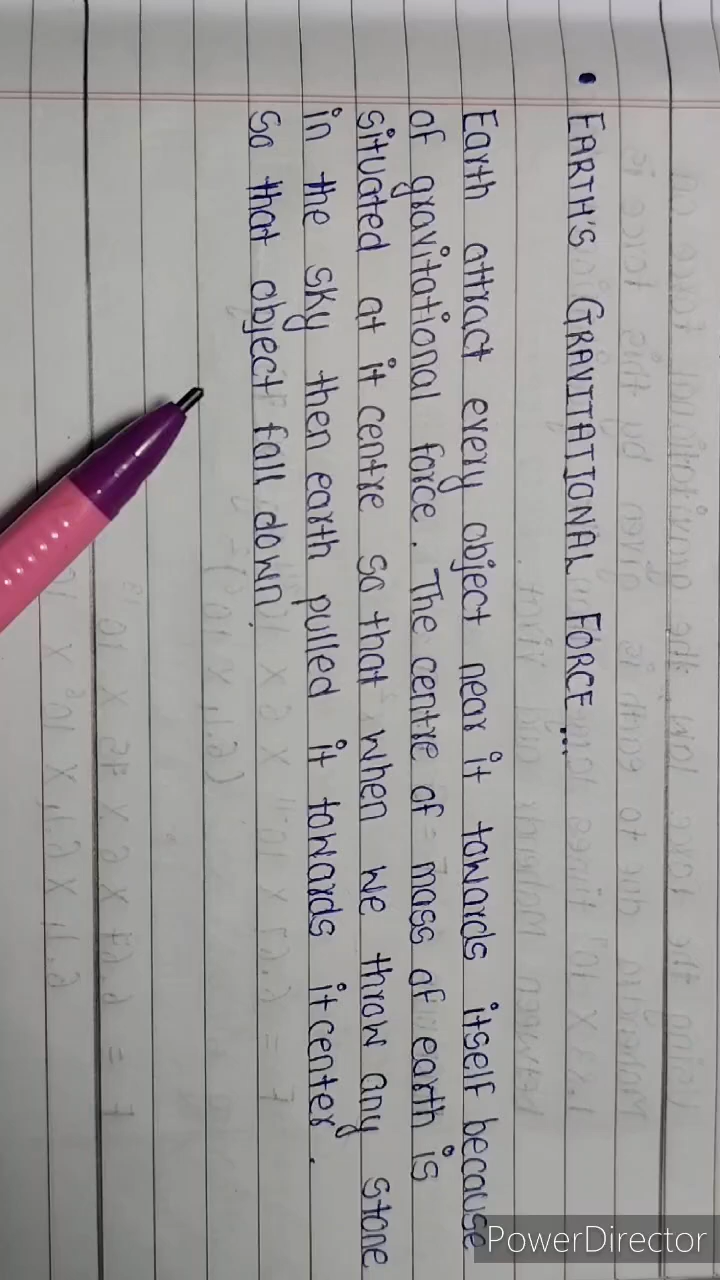 • EARTH'S GRAVITATIONAL FORCE...
Earth attract every object near it towards itself because
of gravitational force. The centre of mass of earth is
situated at it centre so that when we throw any stone
in the sky then earth pulled it towards it center.
So that object fall down.
PowerDirector